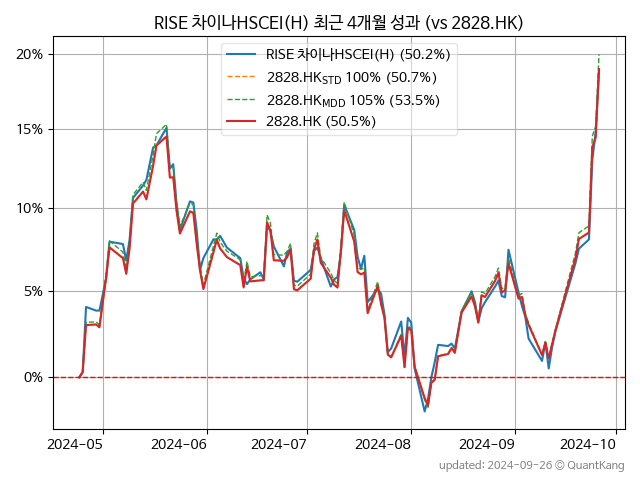 RISE 차이나HSCEI(H) 최근 4개월 성과 (vs 2828.HK)
RISE 차이나HSCEI(H) (50.2%)
2828.HKSTD 100% (50.7%)
2828.HKMDD 105% (53.5%)
2828.HK (50.5%)
20%
15%
10%
5%
0%
2024-05 2024-06 2024-07 2024-08 2024-09 2024-10
updated: 2024-09-26 © QuantKang